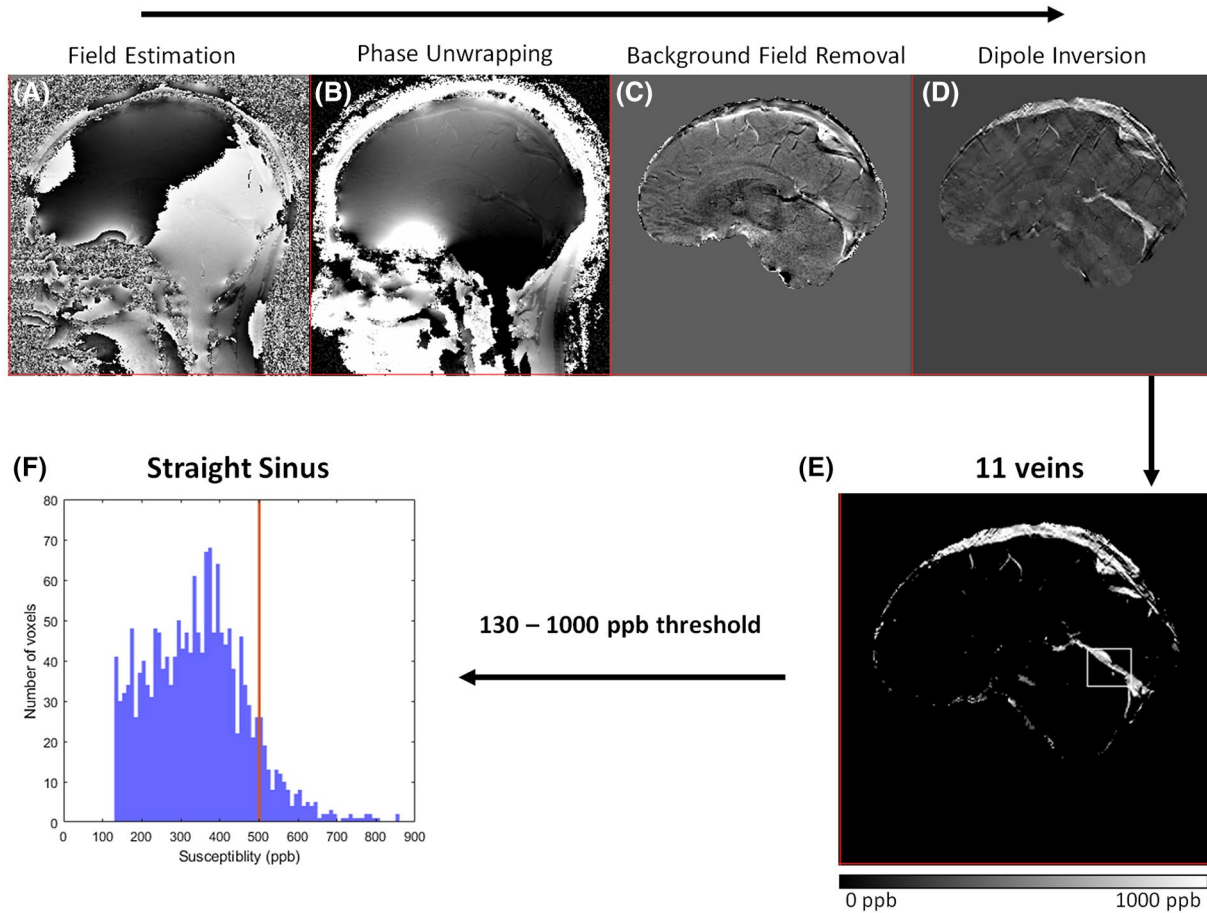 Field Estimation
Phase Unwrapping
Background Field Removal
Dipole Inversion
(A)
(B)
(C)
(D)
(F)
Straight Sinus
(E)
11 veins
80
70
60
50
40
30
20
10
0
Number of voxels
0 100 200 300 400 500 600 700 800 900
Susceptiblity (ppb)
130 – 1000 ppb threshold
0 ppb
1000 ppb